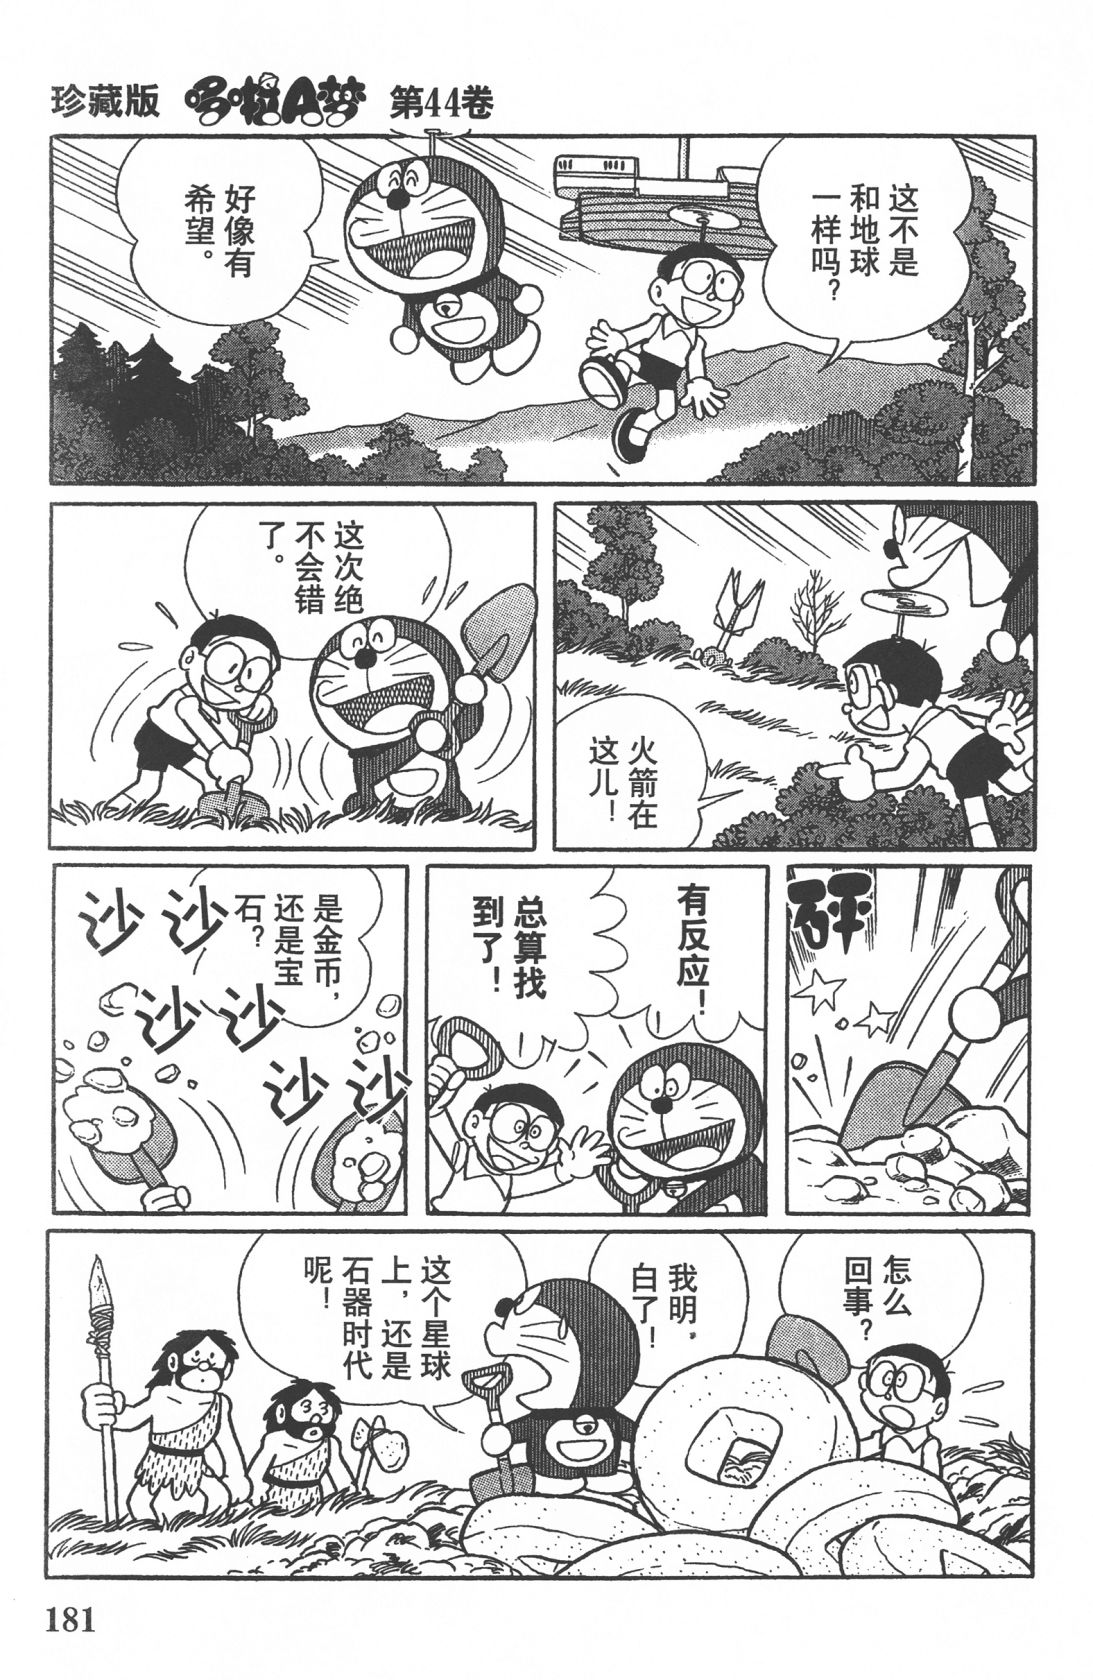 珍藏版 哆啦A梦 第44卷
这不是
和地球
一样吗？
好像有
希望。
火箭在
这儿！
这次绝
不会错
了。
砰
有反应！
总算找
到了！
是金币，
还是宝
石？
沙沙
沙沙
沙沙
怎么
回事？
我明
白了！
这个星球
上，还是
石器时代
呢！
181